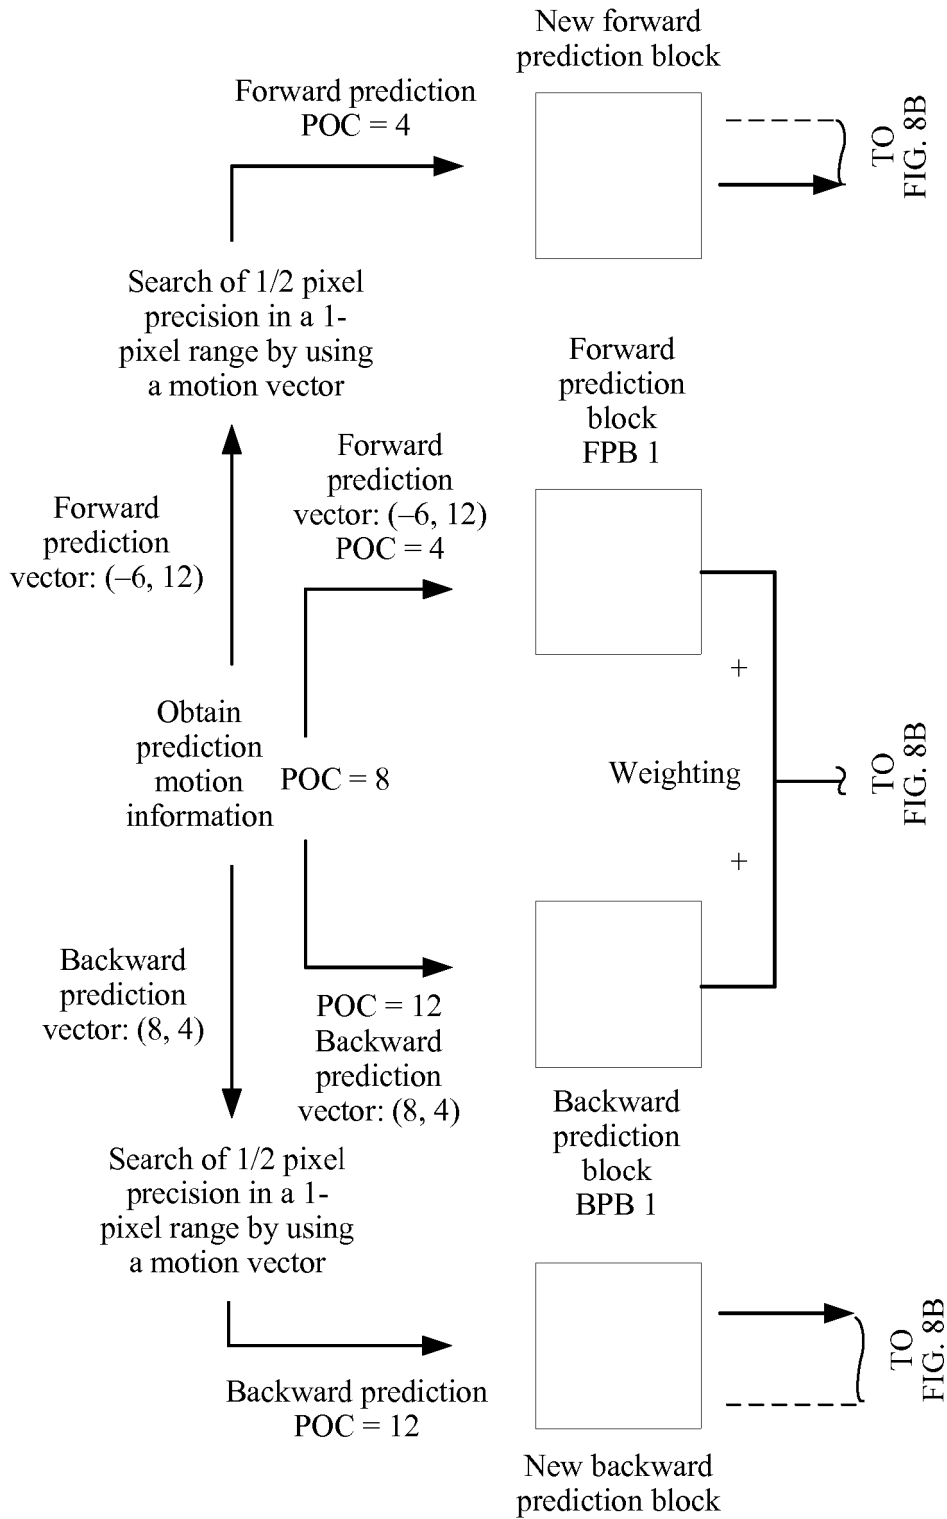 New forward
prediction block
Forward prediction
POC = 4
TO
FIG. 8B
Search of 1/2 pixel
precision in a 1-
pixel range by using
a motion vector
Forward
prediction
block
FPB 1
Forward
prediction
vector: (–6, 12)
POC = 4
Forward
prediction
vector: (–6, 12)
+
Obtain
prediction
motion
information
POC = 8
Weighting
TO
FIG. 8B
+
Backward
prediction
vector: (8, 4)
POC = 12
Backward
prediction
vector: (8, 4)
Backward
prediction
block
BPB 1
Search of 1/2 pixel
precision in a 1-
pixel range by using
a motion vector
TO
FIG. 8B
Backward prediction
POC = 12
New backward
prediction block